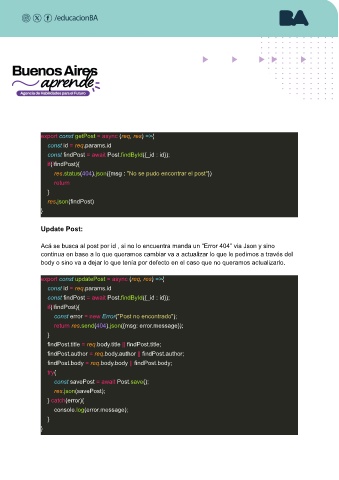 /educacionBA
BA
Buenos Aires
aprende
Agencia de Habilidades para el Futuro
export const getPost = async (req, res) =>{
const id = req.params.id
const findPost = await Post.findById({_id : id});
if(!findPost){
res.status(404).json({msg : "No se pudo encontrar el post"})
return
}
res.json(findPost)
}
Update Post:
Acá se busca al post por id , si no lo encuentra manda un "Error 404" vía Json y sino
continua en base a lo que queramos cambiar va a actualizar lo que le pedimos a través del
body o sino va a dejar lo que tenía por defecto en el caso que no queramos actualizarlo.
export const updatePost = async (req, res) =>{
const id = req.params.id
const findPost = await Post.findById({_id : id});
if(!findPost){
const error = new Error("Post no encontrado");
return res.send(404).json({msg: error.message});
}
findPost.title = req.body.title || findPost.title;
findPost.author = req.body.author || findPost.author;
findPost.body = req.body.body || findPost.body;
try{
const savePost = await Post.save();
res.json(savePost);
} catch(error){
console.log(error.message);
}
}